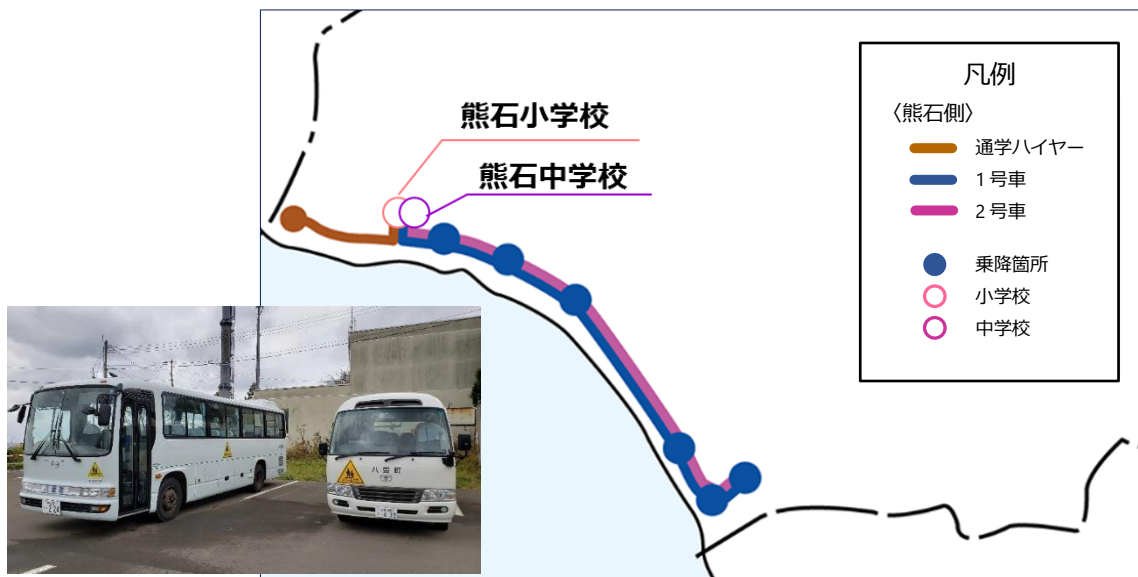 熊石小学校
熊石中学校
凡例
〈熊石側〉
通学ハイヤー
1号車
2号車
乗降箇所
小学校
中学校
八雲町